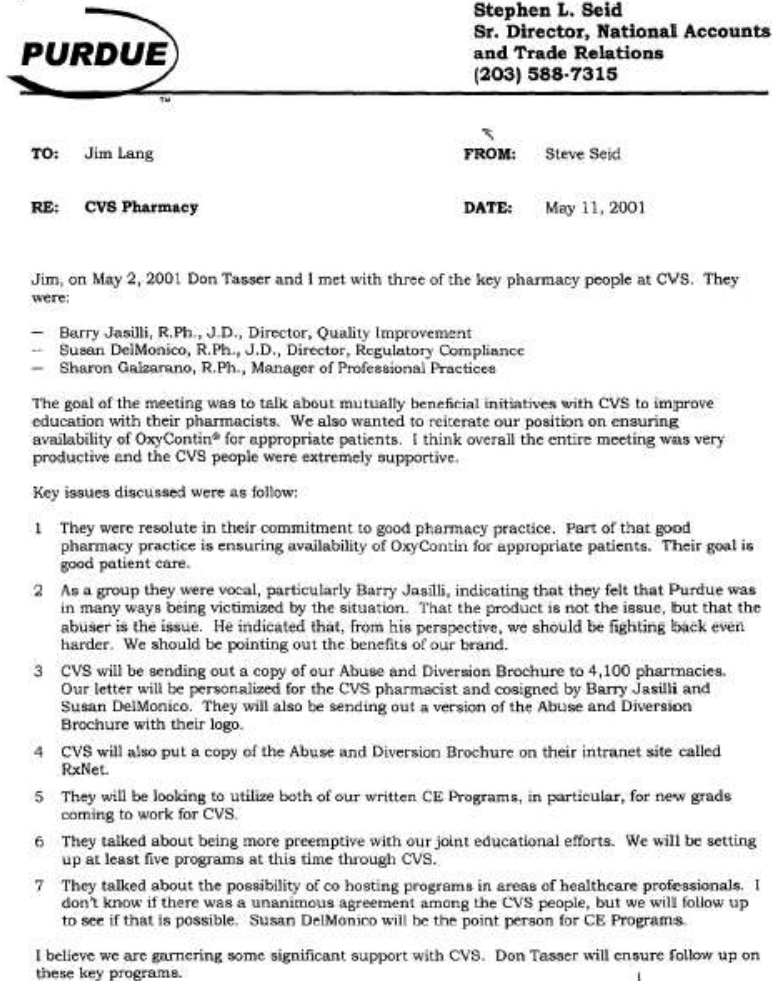 Stephen L. Seid
Sr. Director, National Accounts
and Trade Relations
(203) 588-7315
PURDUE
TM
TO: Jim Lang FROM: Steve Seid
RE: CVS Pharmacy DATE: May 11, 2001
Jim, on May 2, 2001 Don Tasser and I met with three of the key pharmacy people at CVS. They
were:
— Barry Jasilli, R.Ph., J.D., Director, Quality Improvement
— Susan DelMonico, R.Ph., J.D., Director, Regulatory Compliance
— Sharon Galzarano, R.Ph., Manager of Professional Practices
The goal of the meeting was to talk about mutually beneficial initiatives with CVS to improve
education with their pharmacists. We also wanted to reiterate our position on ensuring
availability of OxyContin® for appropriate patients. I think overall the entire meeting was very
productive and the CVS people were extremely supportive.
Key issues discussed were as follow:
1 They were resolute in their commitment to good pharmacy practice. Part of that good
pharmacy practice is ensuring availability of OxyContin for appropriate patients. Their goal is
good patient care.
2 As a group they were vocal, particularly Barry Jasilli, indicating that they felt that Purdue was
in many ways being victimized by the situation. That the product is not the issue, but that the
abuser is the issue. He indicated that, from his perspective, we should be fighting back even
harder. We should be pointing out the benefits of our brand.
3 CVS will be sending out a copy of our Abuse and Diversion Brochure to 4,100 pharmacies.
Our letter will be personalized for the CVS pharmacist and cosigned by Barry Jasilli and
Susan DelMonico. They will also be sending out a version of the Abuse and Diversion
Brochure with their logo.
4 CVS will also put a copy of the Abuse and Diversion Brochure on their intranet site called
RxNet.
5 They will be looking to utilize both of our written CE Programs, in particular, for new grads
coming to work for CVS.
6 They talked about being more preemptive with our joint educational efforts. We will be setting
up at least five programs at this time through CVS.
7 They talked about the possibility of co hosting programs in areas of healthcare professionals. I
don't know if there was a unanimous agreement among the CVS people, but we will follow up
to see if that is possible. Susan DelMonico will be the point person for CE Programs.
I believe we are garnering some significant support with CVS. Don Tasser will ensure follow up on
these key programs.